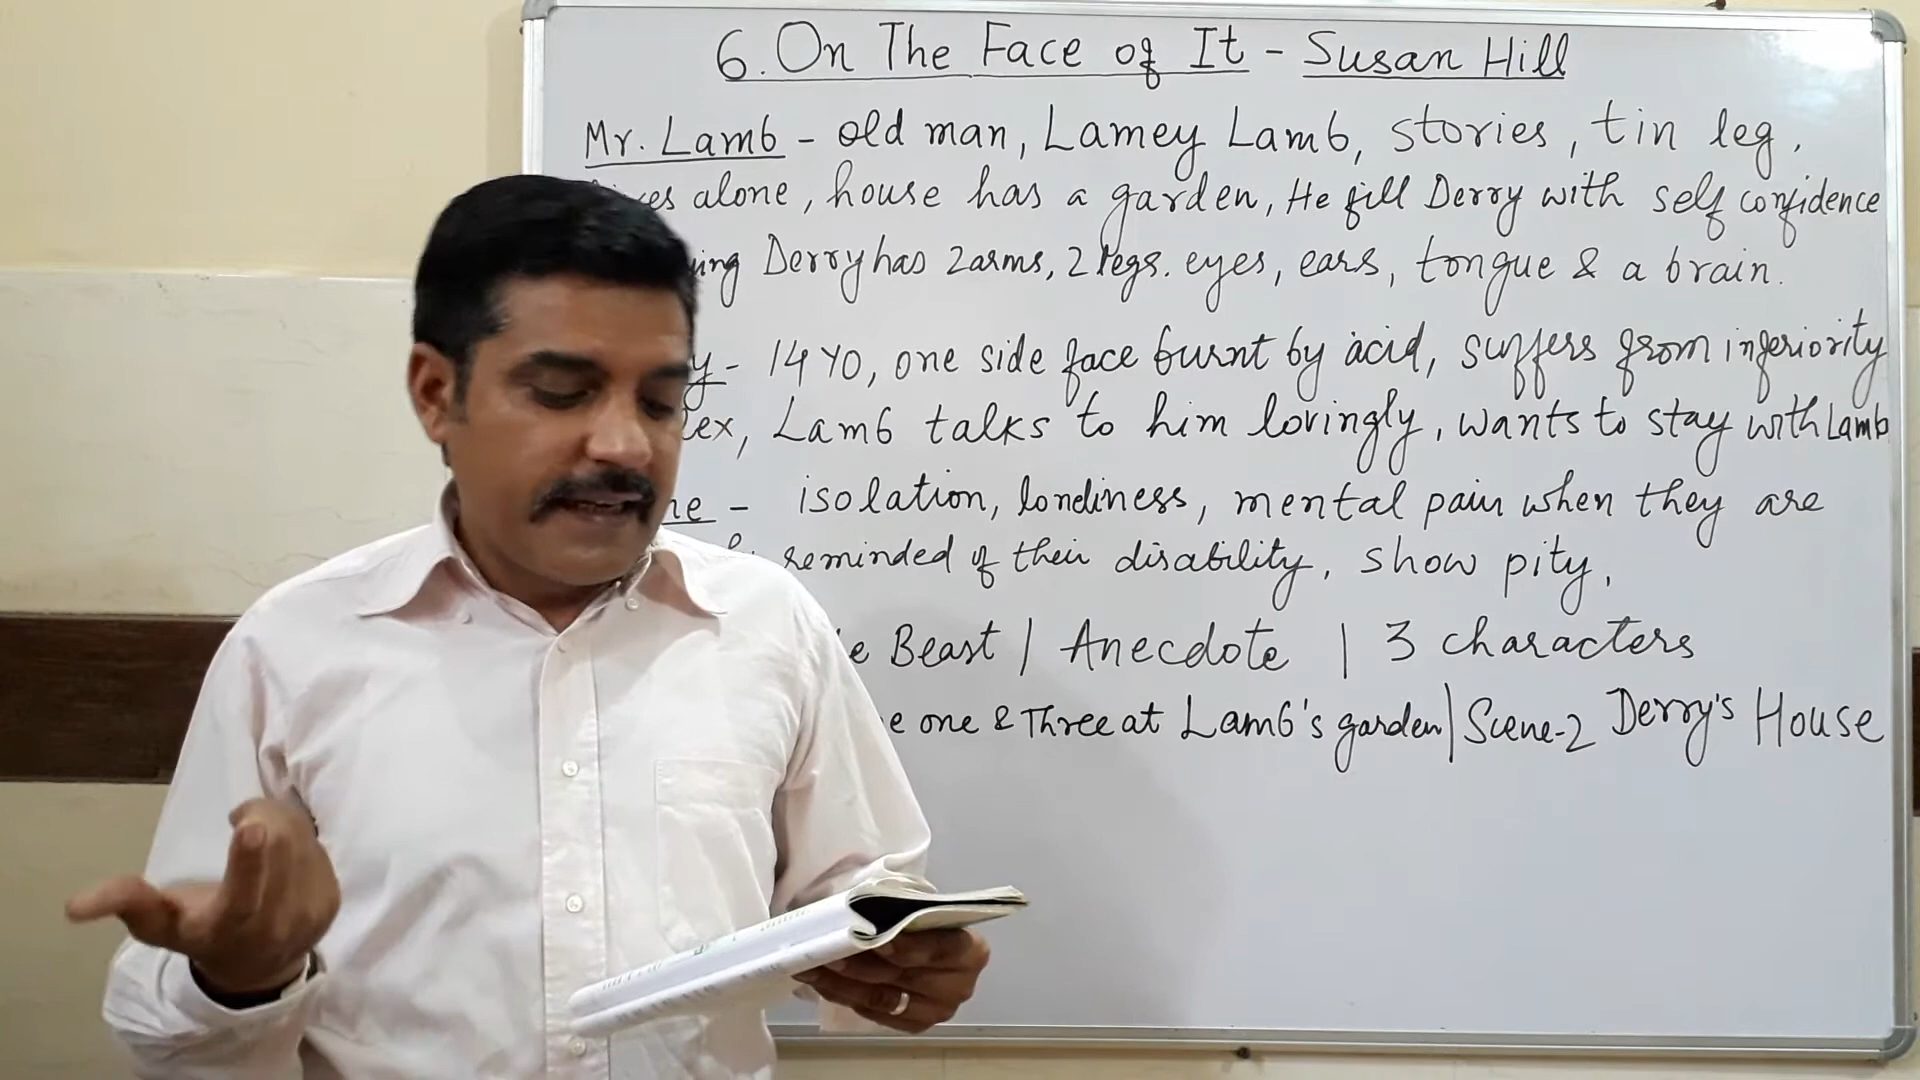 6. On The Face of It - Susan Hill
Mr. Lamb - old man, Lamey Lamb, stories, tin leg,
alone, house has a garden, He fill Derry with self confidence
Derry has 2 arms, 2 legs. eyes, ears, tongue & a brain.
- 14 YO, one side face burnt by acid, suffers from inferiority
Lamb talks to him lovingly, wants to stay with Lamb
- isolation, loneliness, mental pain when they are
reminded of their disability, show pity,
Beast | Anecdote | 3 characters
one & Three at Lamb's garden | Scene-2 Derry's House